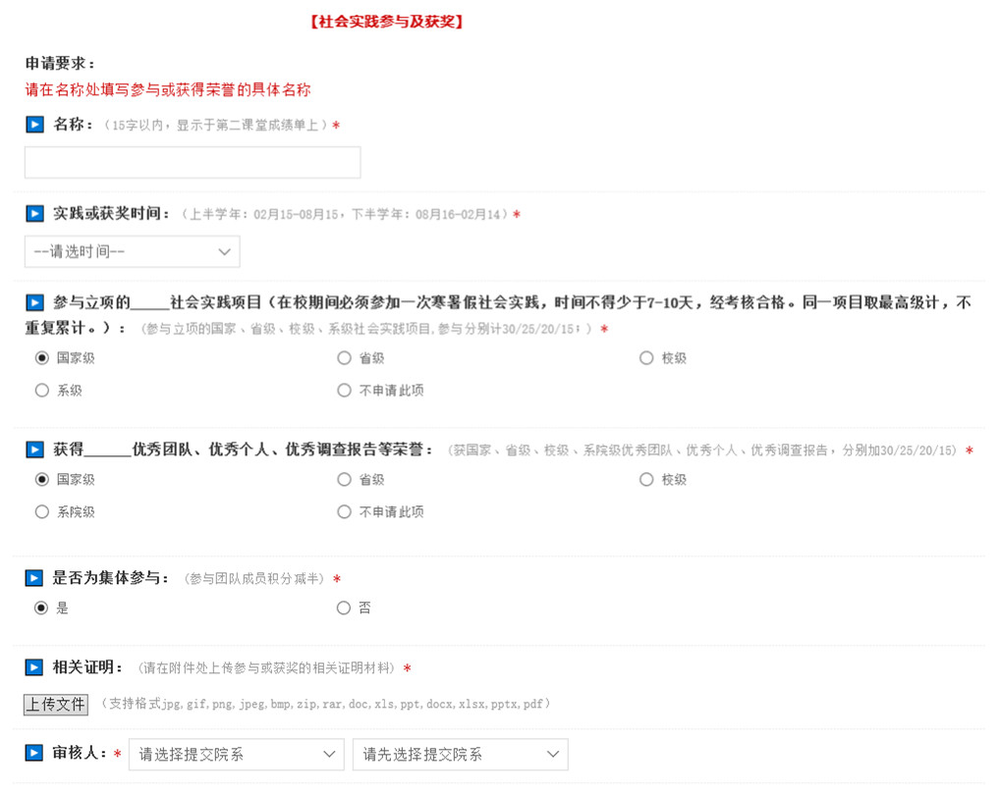 【社会实践参与及获奖】
申请要求：
请在名称处填写参与或获得荣誉的具体名称
名称：（15字以内，显示于第二课堂成绩单上）*
实践或获奖时间：（上半学年：02月15-08月15，下半学年：08月16-02月14）*
--请选时间--
参与立项的_____社会实践项目（在校期间必须参加一次寒暑假社会实践，时间不得少于7-10天，经考核合格。同一项目取最高级计，不
重复累计。）：（参与立项的国家、省级、校级、系级社会实践项目,参与分别计30/25/20/15；）*
国家级 省级 校级
系级 不申请此项
获得______优秀团队、优秀个人、优秀调查报告等荣誉：（获国家、省级、校级、系院级优秀团队、优秀个人、优秀调查报告，分别加30/25/20/15）*
国家级 省级 校级
系院级 不申请此项
是否为集体参与：（参与团队成员积分减半）*
是 否
相关证明：（请在附件处上传参与或获奖的相关证明材料）*
上传文件（支持格式jpg,gif,png,jpeg,bmp,zip,rar,doc,xls,ppt,docx,xlsx,pptx,pdf）
审核人：* 请选择提交院系 请先选择提交院系